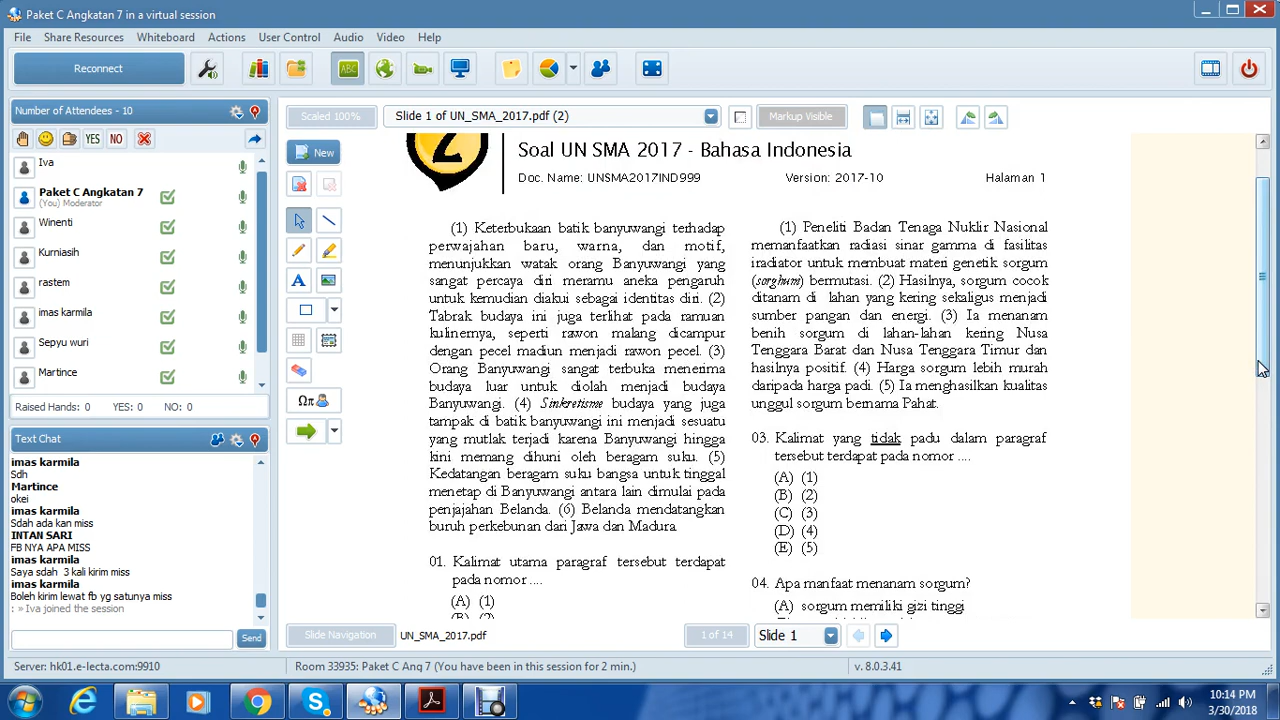 Paket C Angkatan 7 in a virtual session
File Share Resources Whiteboard Actions User Control Audio Video Help
Reconnect
ABC
Number of Attendees - 10
YES NO
Iva
Paket C Angkatan 7
(You) Moderator
Winenti
Kurniasih
rastem
imas karmila
Sepyu wuri
Martince
Raised Hands: 0 YES: 0 NO: 0
Text Chat
imas karmila
Sdh
Martince
okei
imas karmila
Sdah ada kan miss
INTAN SARI
FB NYA APA MISS
imas karmila
Saya sdah 3 kali kirim miss
imas karmila
Boleh kirim lewat fb yg satunya miss
: » Iva joined the session
Send
Scaled 100%
Slide 1 of UN_SMA_2017.pdf (2)
Markup Visible
New
A
Ωπ
2
Soal UN SMA 2017 - Bahasa Indonesia
Doc. Name: UNSMA2017IND999 Version: 2017-10 Halaman 1
(1) Keterbukaan batik banyuwangi terhadap
perwajahan baru, warna, dan motif,
menunjukkan watak orang Banyuwangi yang
sangat percaya diri meramu aneka pengaruh
untuk kemudian diakui sebagai identitas diri. (2)
Tabrak budaya ini juga terlihat pada ramuan
kulinernya, seperti rawon malang dicampur
dengan pecel madiun menjadi rawon pecel. (3)
Orang Banyuwangi sangat terbuka menerima
budaya luar untuk diolah menjadi budaya
Banyuwangi. (4) Sinkeretisme budaya yang juga
tampak di batik banyuwangi ini menjadi sesuatu
yang mutlak terjadi karena Banyuwangi hingga
kini memang dihuni oleh beragam suku. (5)
Kedatangan beragam suku bangsa untuk tinggal
menetap di Banyuwangi antara lain dimulai pada
penjajahan Belanda. (6) Belanda mendatangkan
buruh perkebunan dari Jawa dan Madura.
01. Kalimat utama paragraf tersebut terdapat
pada nomor ....
(A) (1)
(1) Peneliti Badan Tenaga Nuklir Nasional
memanfaatkan radiasi sinar gamma di fasilitas
iradiator untuk membuat materi genetik sorgum
(sorghum) bermutasi. (2) Hasilnya, sorgum cocok
ditanam di lahan yang kering sekaligus menjadi
sumber pangan dan energi. (3) Ia menanam
benih sorgum di lahan-lahan kering Nusa
Tenggara Barat dan Nusa Tenggara Timur dan
hasilnya positif. (4) Harga sorgum lebih murah
daripada harga padi. (5) Ia menghasilkan kualitas
unggul sorgum bernama Pahat.
03. Kalimat yang tidak padu dalam paragraf
tersebut terdapat pada nomor ....
(A) (1)
(B) (2)
(C) (3)
(D) (4)
(E) (5)
04. Apa manfaat menanam sorgum?
(A) sorgum memiliki gizi tinggi
Slide Navigation UN_SMA_2017.pdf 1 of 14 Slide 1
Server: hk01.e-lecta.com:9910 Room 33935: Paket C Ang 7 (You have been in this session for 2 min.) v. 8.0.3.41
10:14 PM
3/30/2018